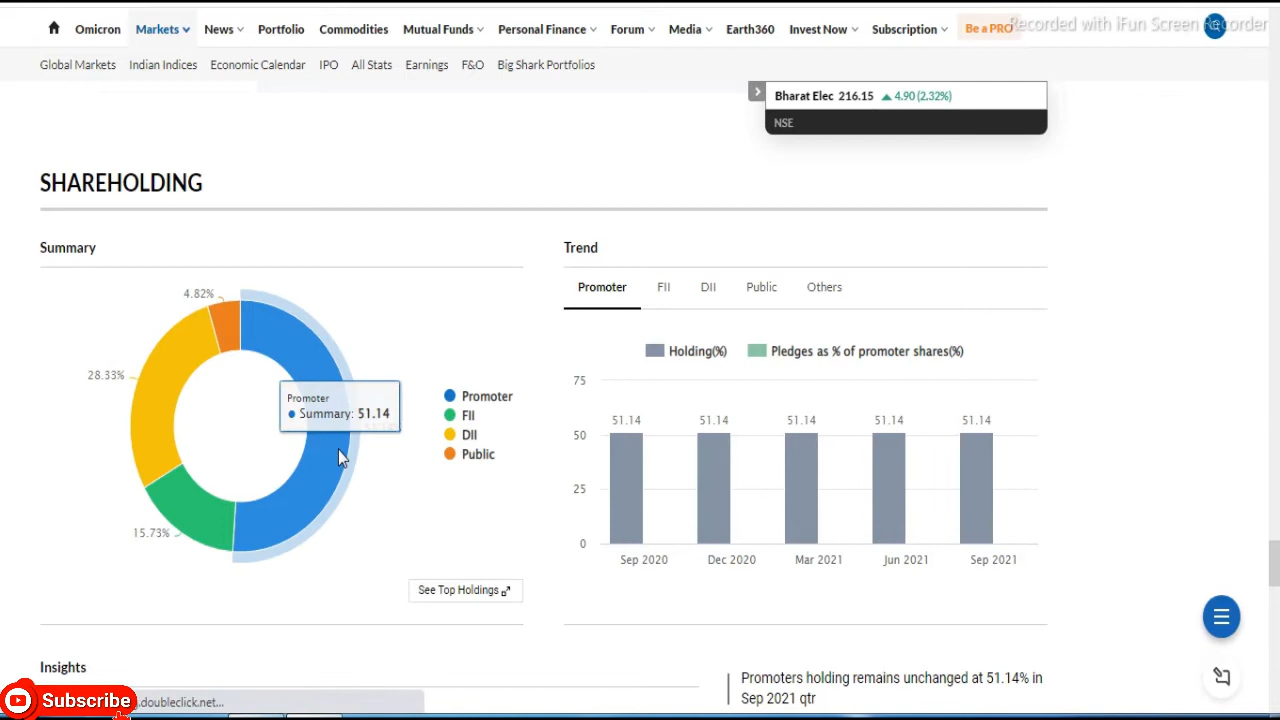 Omicron Markets News Portfolio Commodities Mutual Funds Personal Finance Forum Media Earth360 Invest Now Subscription Be a PRO
Recorded with iFun Screen Recorder
Global Markets Indian Indices Economic Calendar IPO All Stats Earnings F&O Big Shark Portfolios
Bharat Elec 216.15 4.90 (2.32%)
NSE
SHAREHOLDING
Summary
4.82%
28.33%
15.73%
Promoter
Summary: 51.14
Promoter
FII
DII
Public
See Top Holdings
Trend
Promoter FII DII Public Others
Holding(%) Pledges as % of promoter shares(%)
75
50
25
0
51.14 51.14 51.14 51.14 51.14
Sep 2020 Dec 2020 Mar 2021 Jun 2021 Sep 2021
Insights
Promoters holding remains unchanged at 51.14% in
Sep 2021 qtr
Subscribe
.doubleclick.net...